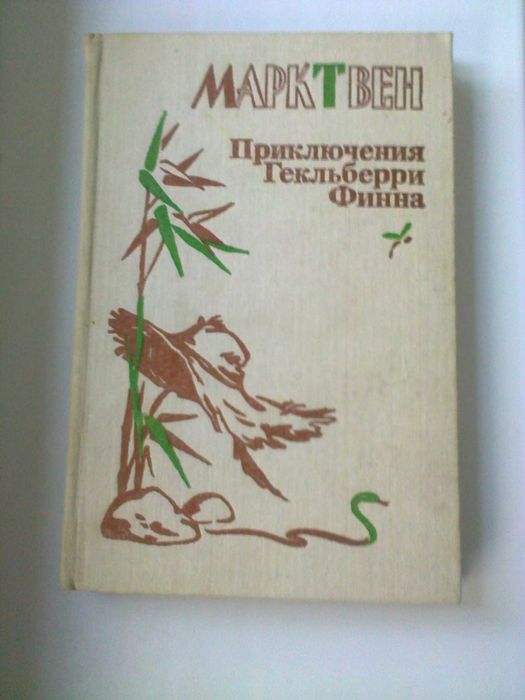 МАРК ТВЕН
Приключения
Гекльберри
Финна